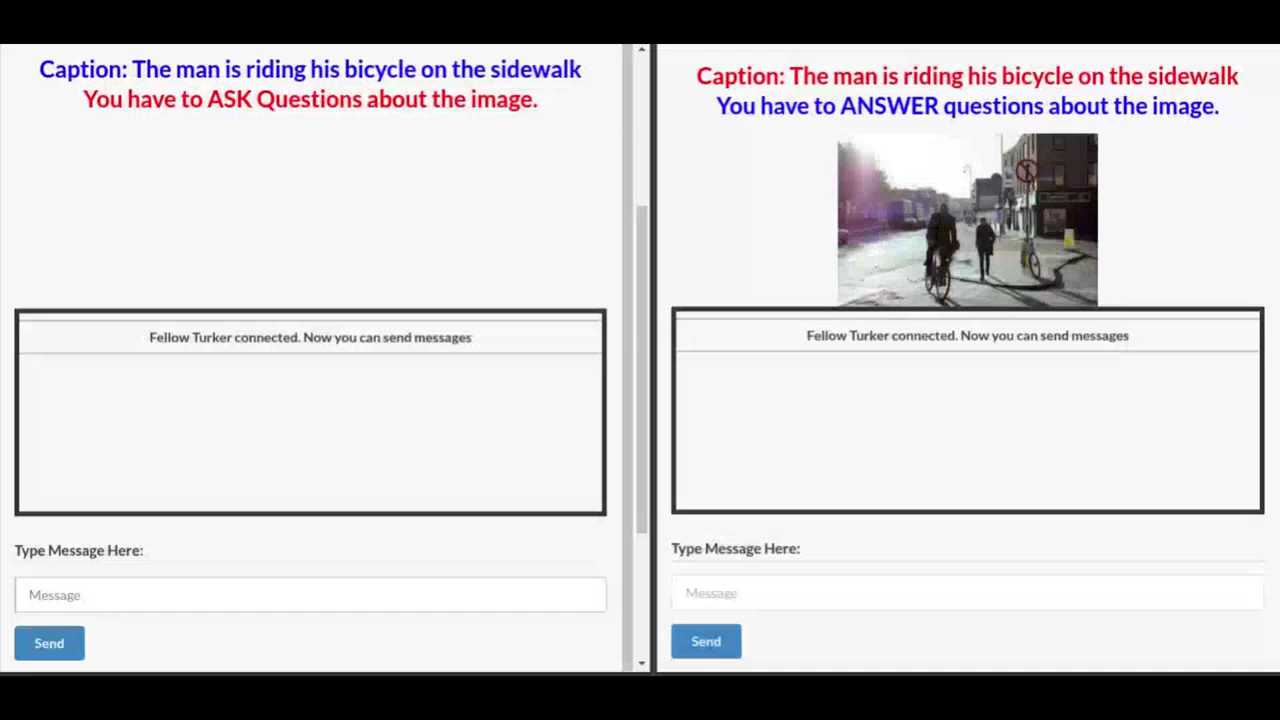 Caption: The man is riding his bicycle on the sidewalk
You have to ASK Questions about the image.
Fellow Turker connected. Now you can send messages
Type Message Here:
Message
Send
Caption: The man is riding his bicycle on the sidewalk
You have to ANSWER questions about the image.
Fellow Turker connected. Now you can send messages
Type Message Here:
Message
Send